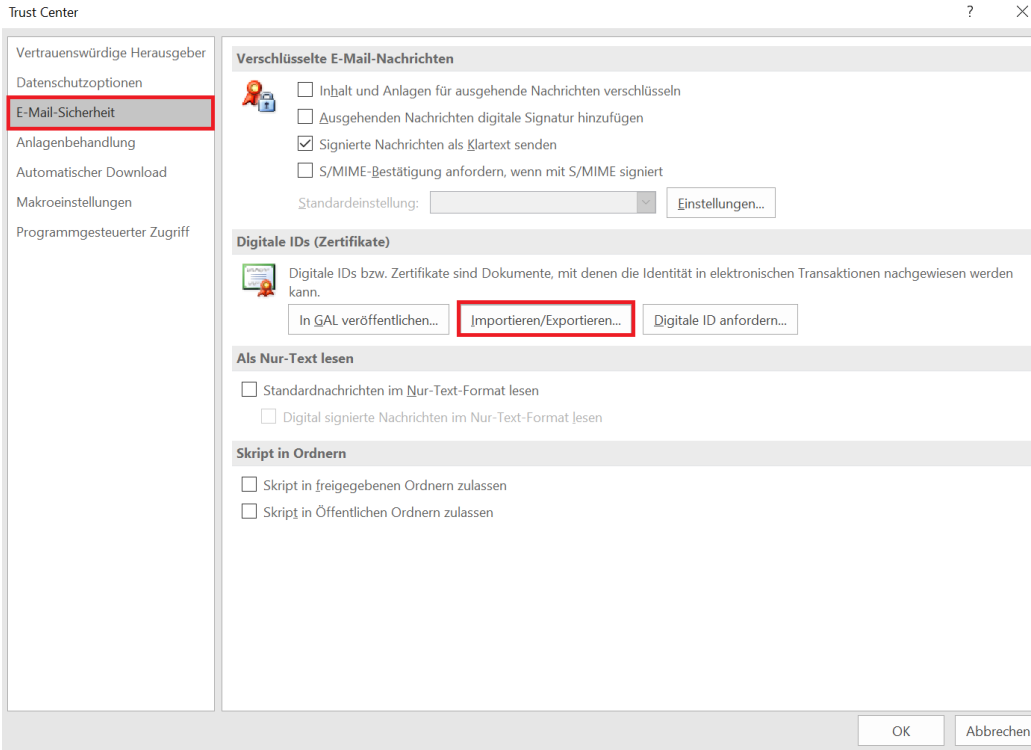 Trust Center
?
Vertrauenswürdige Herausgeber
Datenschutzoptionen
E-Mail-Sicherheit
Anlagenbehandlung
Automatischer Download
Makroeinstellungen
Programmgesteuerter Zugriff
Verschlüsselte E-Mail-Nachrichten
Inhalt und Anlagen für ausgehende Nachrichten verschlüsseln
Ausgehenden Nachrichten digitale Signatur hinzufügen
Signierte Nachrichten als Klartext senden
S/MIME-Bestätigung anfordern, wenn mit S/MIME signiert
Standardeinstellung:
Einstellungen...
Digitale IDs (Zertifikate)
Digitale IDs bzw. Zertifikate sind Dokumente, mit denen die Identität in elektronischen Transaktionen nachgewiesen werden
kann.
In GAL veröffentlichen...
Importieren/Exportieren...
Digitale ID anfordern...
Als Nur-Text lesen
Standardnachrichten im Nur-Text-Format lesen
Digital signierte Nachrichten im Nur-Text-Format lesen
Skript in Ordnern
Skript in freigegebenen Ordnern zulassen
Skript in Öffentlichen Ordnern zulassen
OK
Abbrechen